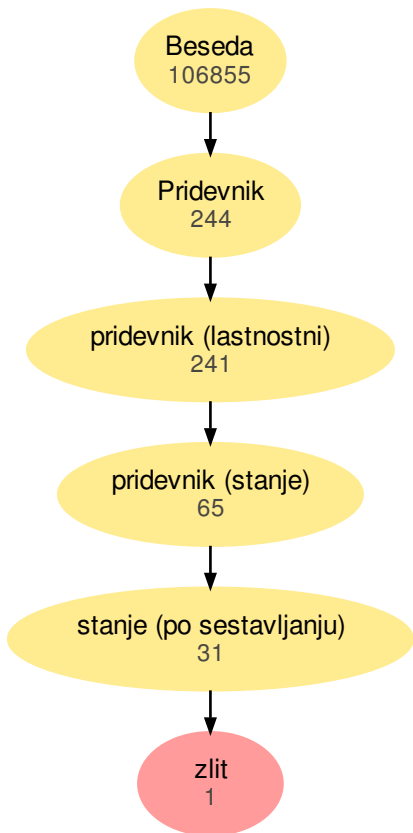 Beseda
106855
Pridevnik
244
pridevnik (lastnostni)
241
pridevnik (stanje)
65
stanje (po sestavljanju)
31
zlit
1